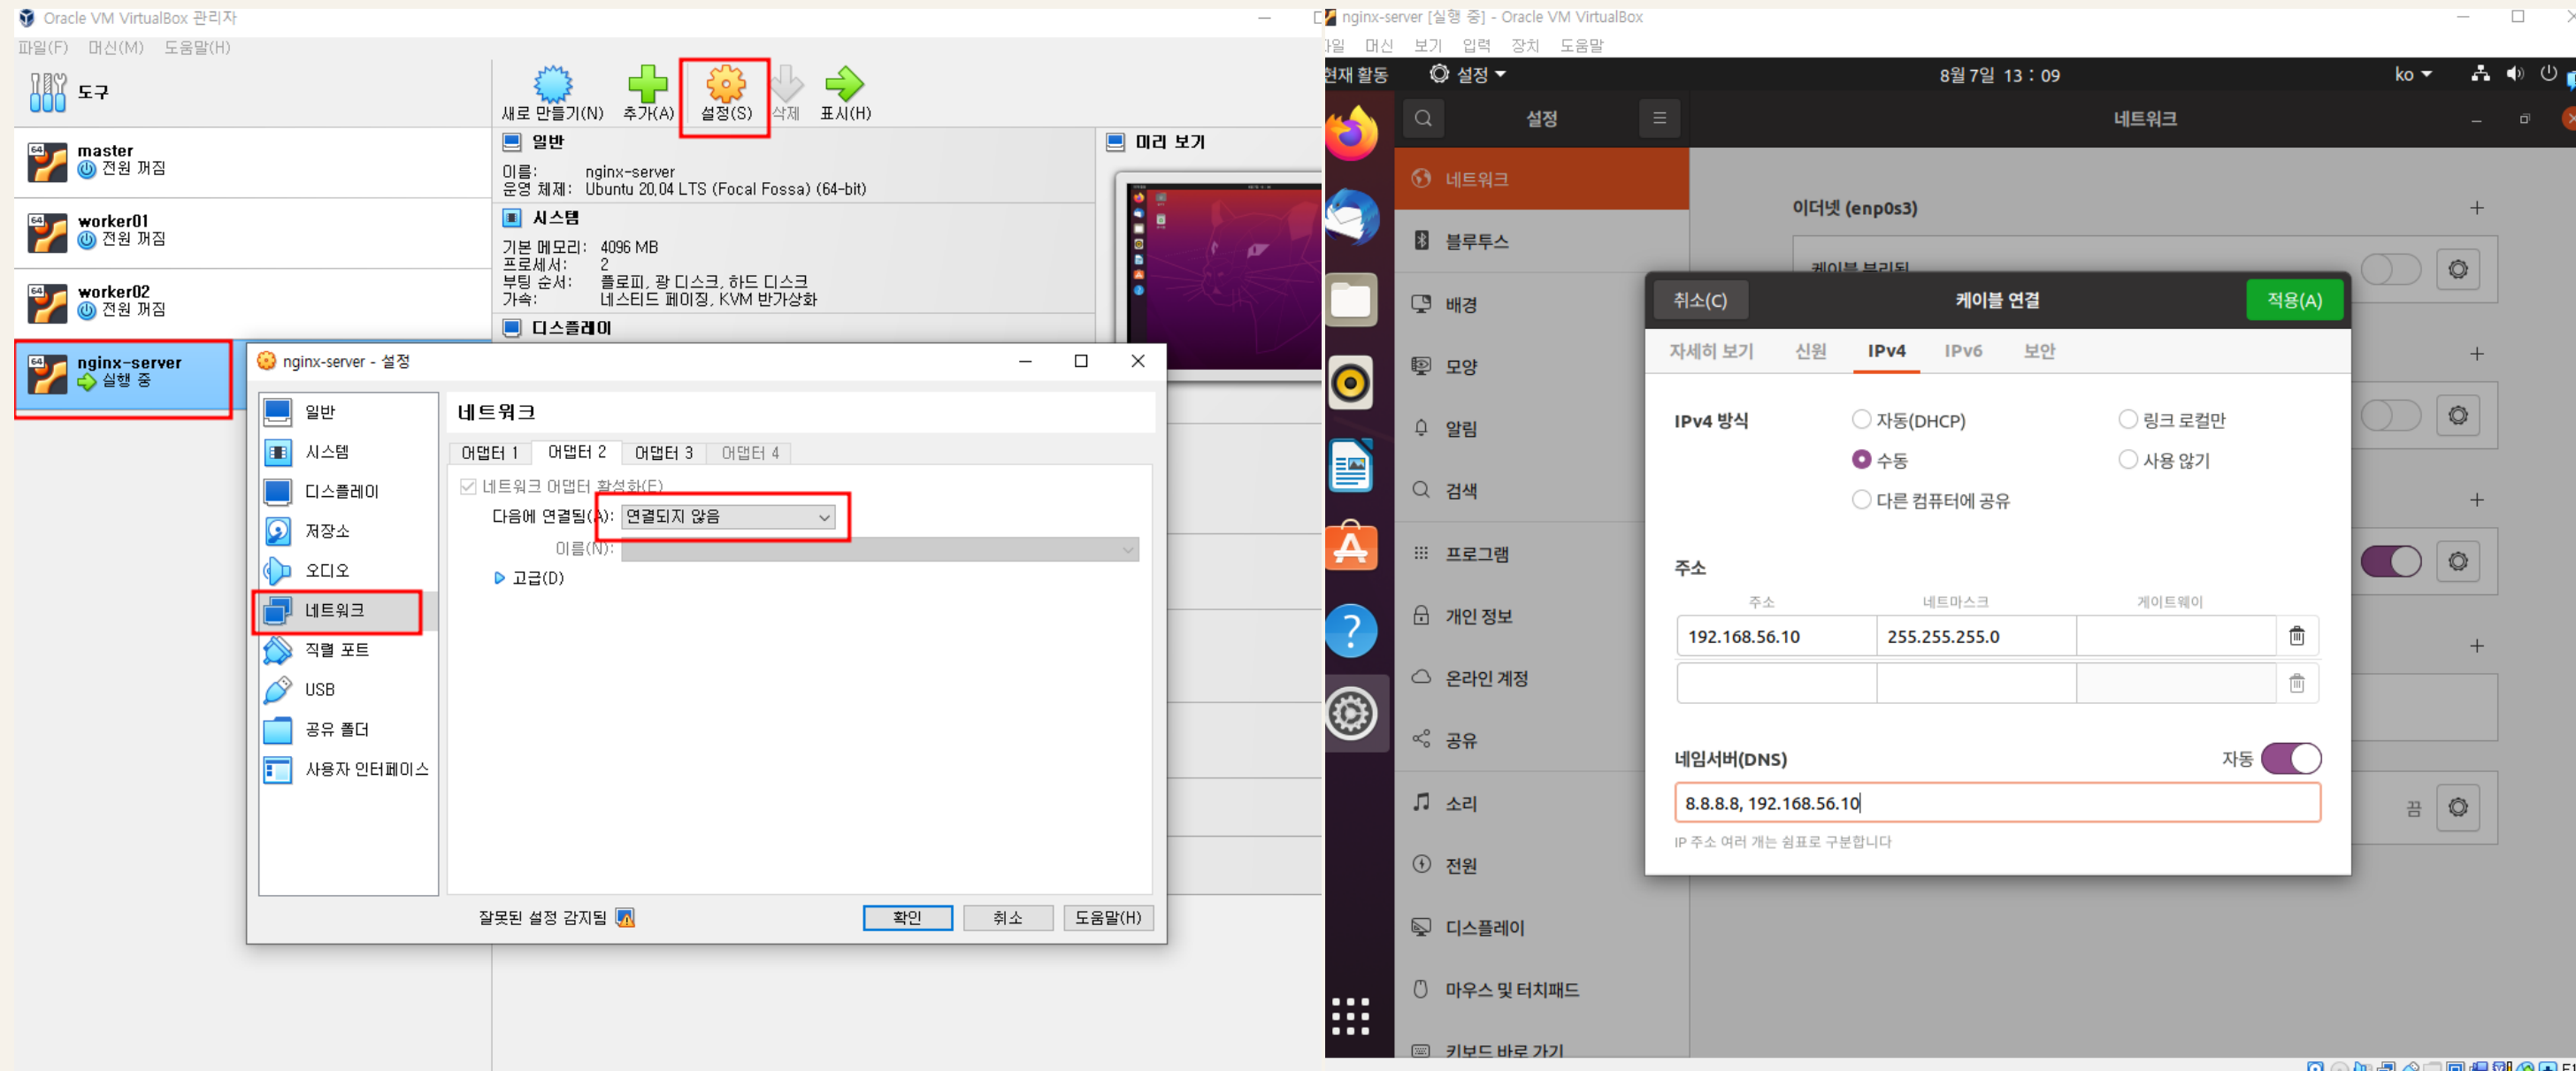 Oracle VM VirtualBox 관리자
파일(F) 머신(M) 도움말(H)
도구
새로 만들기(N) 추가(A) 설정(S) 삭제 표시(H)
master
전원 꺼짐
worker01
전원 꺼짐
worker02
전원 꺼짐
nginx-server
실행 중
일반
이름: nginx-server
운영 체제: Ubuntu 20.04 LTS (Focal Fossa) (64-bit)
시스템
기본 메모리: 4096 MB
프로세서: 2
부팅 순서: 플로피, 광 디스크, 하드 디스크
가속: 네스티드 페이징, KVM 반가상화
디스플레이
미리 보기
nginx-server - 설정
일반
시스템
디스플레이
저장소
오디오
네트워크
직렬 포트
USB
공유 폴더
사용자 인터페이스
네트워크
어댑터 1 어댑터 2 어댑터 3 어댑터 4
네트워크 어댑터 활성화(E)
다음에 연결됨(A): 연결되지 않음
이름(N):
고급(D)
잘못된 설정 감지됨
확인 취소 도움말(H)
nginx-server [실행 중] - Oracle VM VirtualBox
파일 머신 보기 입력 장치 도움말
현재 활동 설정 8월 7일 13 : 09 ko
설정 네트워크
네트워크
블루투스
배경
모양
알림
검색
프로그램
개인 정보
온라인 계정
공유
소리
전원
디스플레이
마우스 및 터치패드
키보드 바로 가기
이더넷 (enp0s3)
케이블 분리됨
취소(C) 케이블 연결 적용(A)
자세히 보기 신원 IPv4 IPv6 보안
IPv4 방식 자동(DHCP) 링크 로컬만
수동 사용 않기
다른 컴퓨터에 공유
주소
주소 네트마스크 게이트웨이
192.168.56.10 255.255.255.0
네임서버(DNS) 자동
8.8.8.8, 192.168.56.10
IP 주소 여러 개는 쉼표로 구분합니다
끔